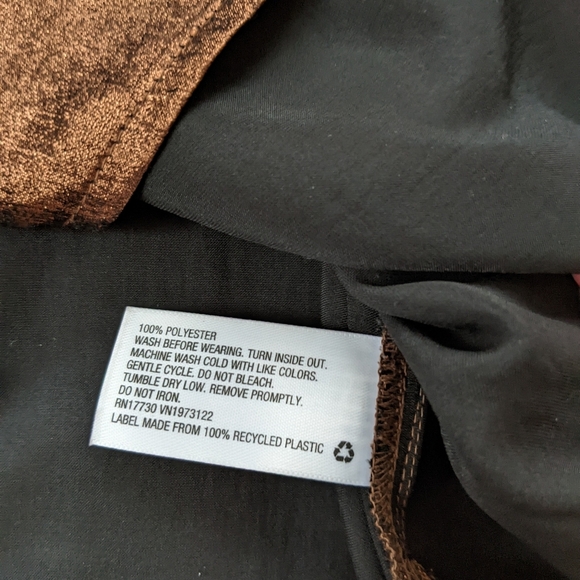 100% POLYESTER
WASH BEFORE WEARING. TURN INSIDE OUT.
MACHINE WASH COLD WITH LIKE COLORS.
GENTLE CYCLE. DO NOT BLEACH.
TUMBLE DRY LOW. REMOVE PROMPTLY.
DO NOT IRON.
RN17730 VN1973122
LABEL MADE FROM 100% RECYCLED PLASTIC